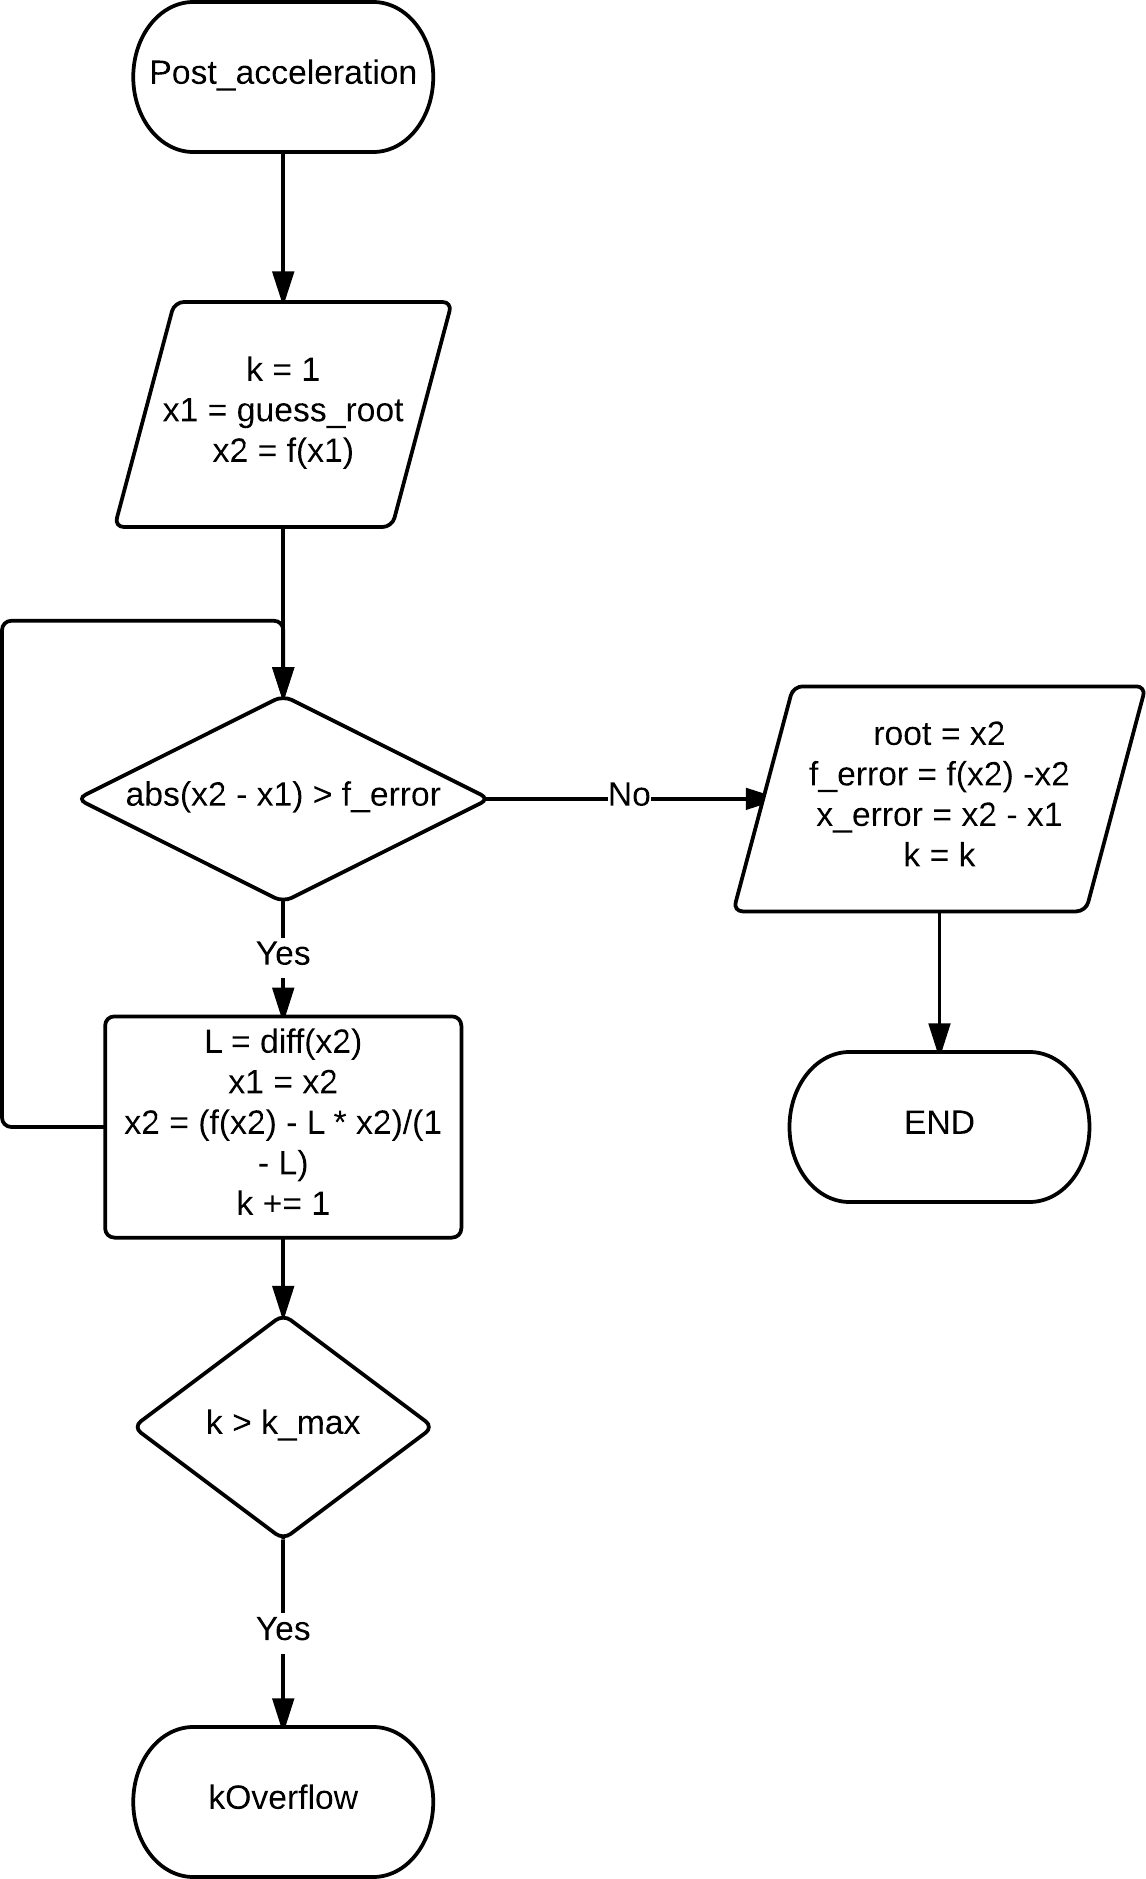 Post_acceleration
k = 1
x1 = guess_root
x2 = f(x1)
abs(x2 - x1) > f_error
No
root = x2
f_error = f(x2) -x2
x_error = x2 - x1
k = k
Yes
L = diff(x2)
x1 = x2
x2 = (f(x2) - L * x2)/(1
- L)
k += 1
END
k > k_max
Yes
kOverflow